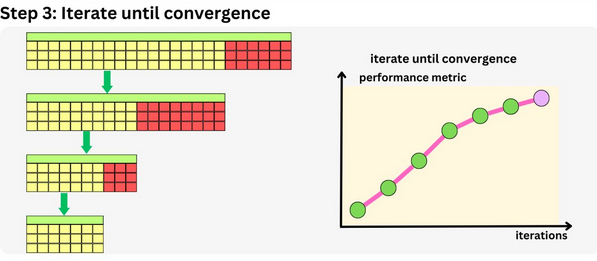 Step 3: Iterate until convergence
iterate until convergence
performance metric
iterations